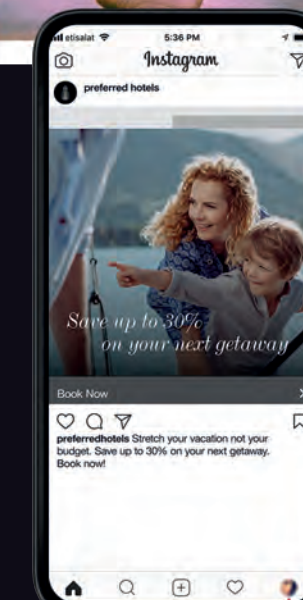 etisalat 5:36 PM
Instagram
preferred hotels
Save up to 30%
on your next getaway
Book Now
preferredhotels Stretch your vacation not your
budget. Save up to 30% on your next getaway.
Book now!